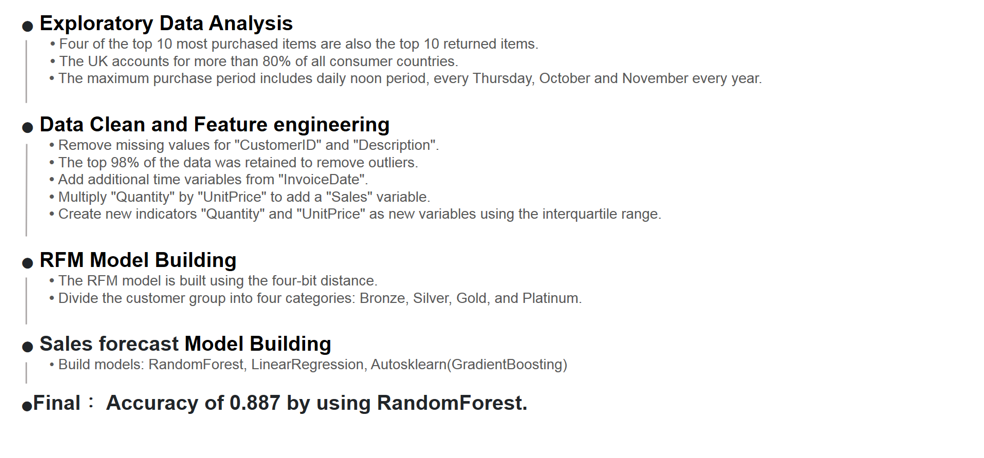 ● Exploratory Data Analysis
• Four of the top 10 most purchased items are also the top 10 returned items.
• The UK accounts for more than 80% of all consumer countries.
• The maximum purchase period includes daily noon period, every Thursday, October and November every year.
● Data Clean and Feature engineering
• Remove missing values for "CustomerID" and "Description".
• The top 98% of the data was retained to remove outliers.
• Add additional time variables from "InvoiceDate".
• Multiply "Quantity" by "UnitPrice" to add a "Sales" variable.
• Create new indicators "Quantity" and "UnitPrice" as new variables using the interquartile range.
● RFM Model Building
• The RFM model is built using the four-bit distance.
• Divide the customer group into four categories: Bronze, Silver, Gold, and Platinum.
● Sales forecast Model Building
• Build models: RandomForest, LinearRegression, Autosklearn(GradientBoosting)
●Final： Accuracy of 0.887 by using RandomForest.